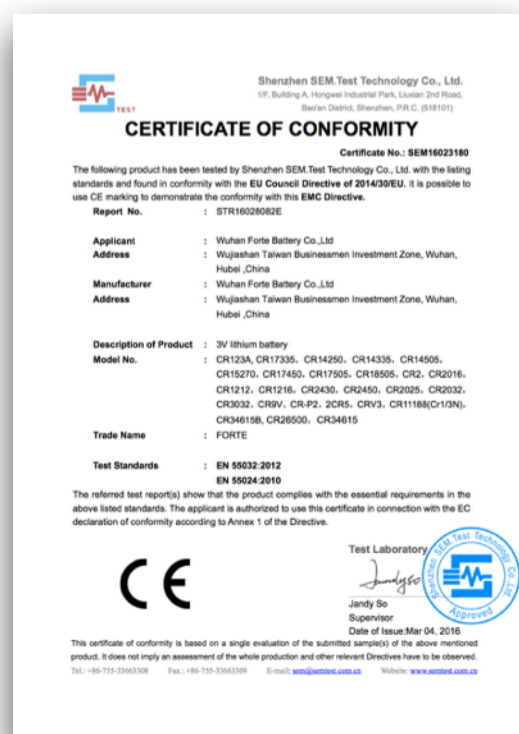 TEST
Shenzhen SEM.Test Technology Co., Ltd.
1/F, Building A, Hongwei Industrial Park, Liuxian 2nd Road,
Bao'an District, Shenzhen, P.R.C. (518101)
CERTIFICATE OF CONFORMITY
Certificate No.: SEM16023180
The following product has been tested by Shenzhen SEM.Test Technology Co., Ltd. with the listing
standards and found in conformity with the EU Council Directive of 2014/30/EU. It is possible to
use CE marking to demonstrate the conformity with this EMC Directive.
Report No. : STR16028082E
Applicant : Wuhan Forte Battery Co.,Ltd
Address : Wujiashan Taiwan Businessmen Investment Zone, Wuhan,
Hubei ,China
Manufacturer : Wuhan Forte Battery Co.,Ltd
Address : Wujiashan Taiwan Businessmen Investment Zone, Wuhan,
Hubei ,China
Description of Product : 3V lithium battery
Model No. : CR123A, CR17335, CR14250, CR14335, CR14505,
CR15270, CR17450, CR17505, CR18505, CR2, CR2016,
CR1212, CR1216, CR2430, CR2450, CR2025, CR2032,
CR3032, CR9V, CR-P2, 2CR5, CRV3, CR11168(Cr1/3N),
CR34615B, CR26500, CR34615
Trade Name : FORTE
Test Standards : EN 55032:2012
EN 55024:2010
The referred test report(s) show that the product complies with the essential requirements in the
above listed standards. The applicant is authorized to use this certificate in connection with the EC
declaration of conformity according to Annex 1 of the Directive.
CE
Test Laboratory
Jandyso
Jandy So
Supervisor
Date of Issue:Mar 04, 2016
Shenzhen SEM.Test Technology Co.,Ltd
Approved
This certificate of conformity is based on a single evaluation of the submitted sample(s) of the above mentioned
product. It does not imply an assessment of the whole production and other relevant Directives have to be observed.
Tel.: +86-755-33663308 Fax.: +86-755-33663309 E-mail: sem@semtest.com.cn Website: www.semtest.com.cn